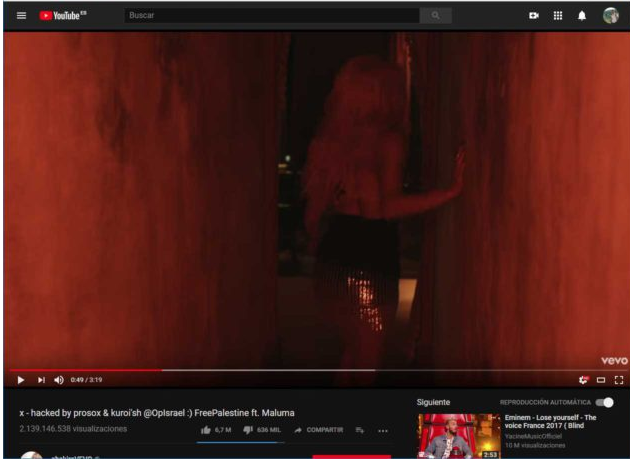 YouTube ES
Buscar
vevo
0:49 / 3:19
x - hacked by prosox & kuroi'sh @OpIsrael :) FreePalestine ft. Maluma
2.139.146.538 visualizaciones
6,7 M
636 MIL
COMPARTIR
Siguiente
REPRODUCCIÓN AUTOMÁTICA
Eminem - Lose yourself - The
voice France 2017 ( Blind
YacineMusicOfficiel
10 M visualizaciones
2:53